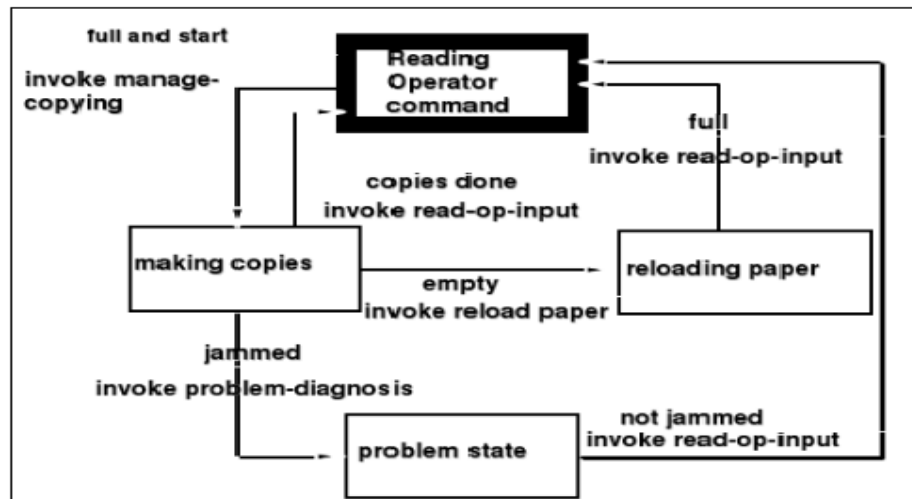 full and start
invoke manage-
copying
Reading
Operator
command
full
invoke read-op-input
copies done
invoke read-op-input
making copies
reloading paper
empty
invoke reload paper
jammed
invoke problem-diagnosis
not jammed
invoke read-op-input
problem state